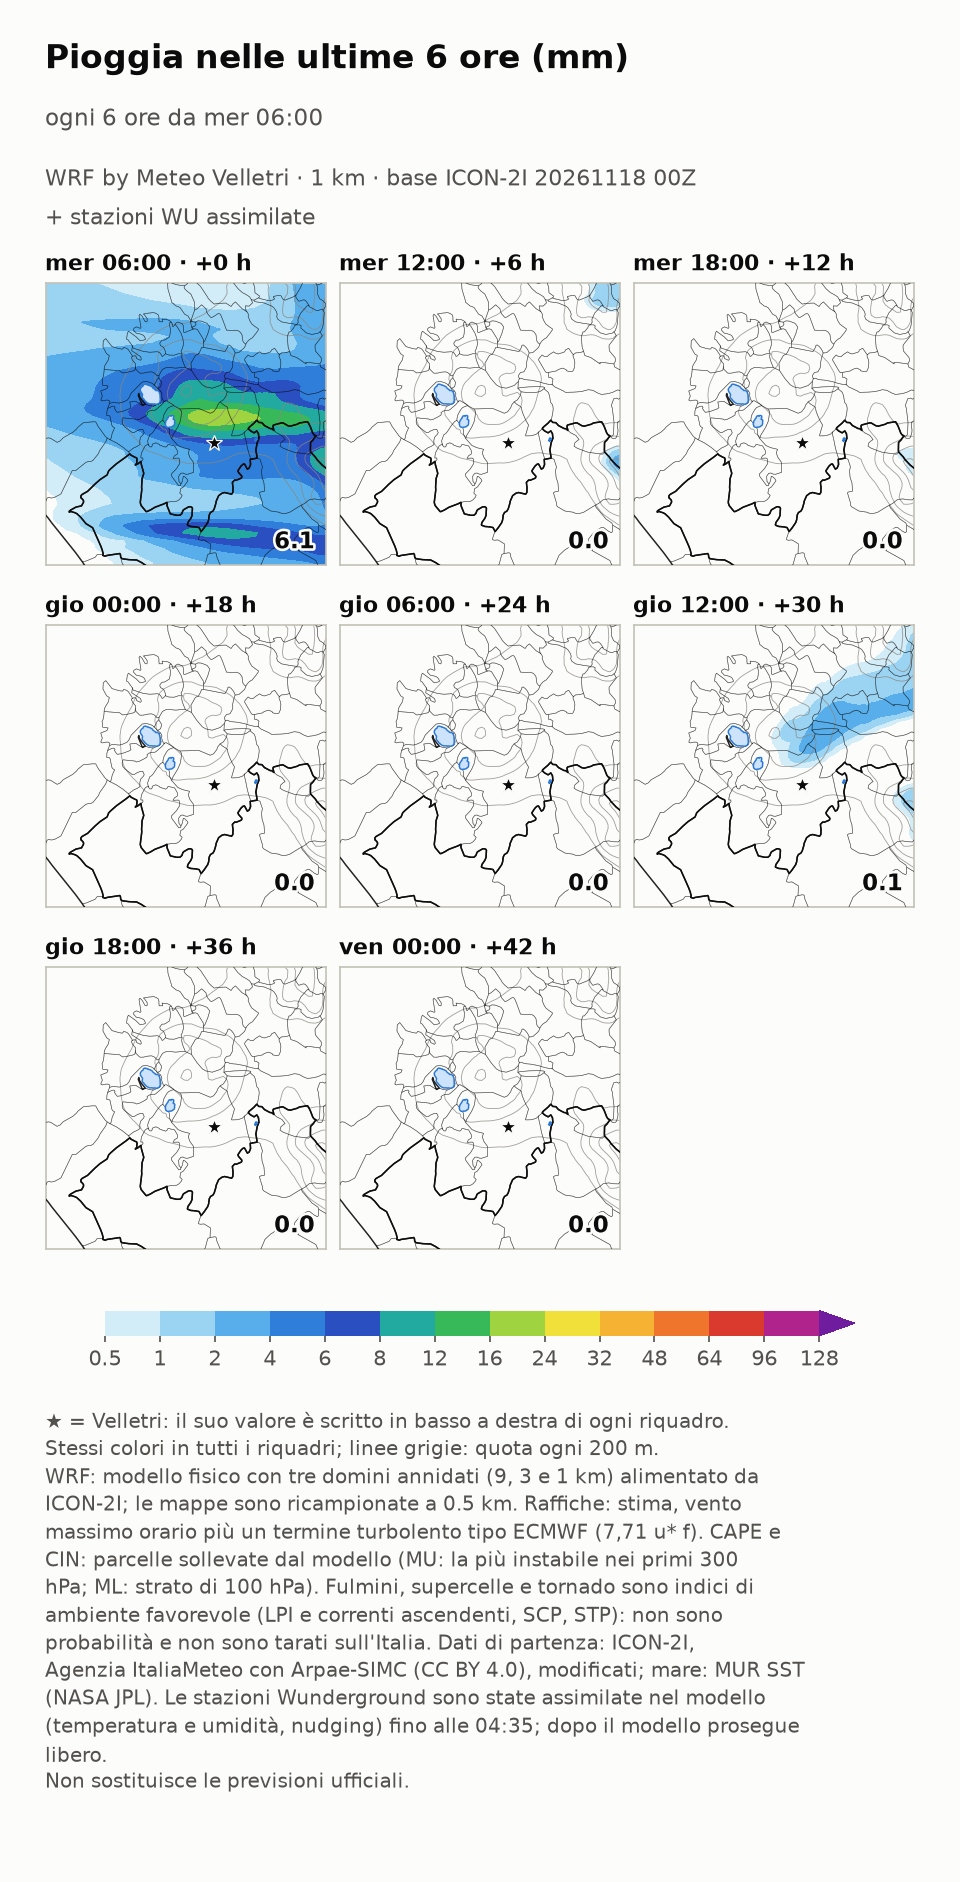 Pioggia nelle ultime 6 ore (mm)
ogni 6 ore da mer 06:00
WRF by Meteo Velletri · 1 km · base ICON-2I 20261118 00Z
+ stazioni WU assimilate
mer 06:00 · +0 h
mer 12:00 · +6 h
mer 18:00 · +12 h
6.1
0.0
0.0
gio 00:00 · +18 h
gio 06:00 · +24 h
gio 12:00 · +30 h
0.0
0.0
0.1
gio 18:00 · +36 h
ven 00:00 · +42 h
0.0
0.0
0.5 1 2 4 6 8 12 16 24 32 48 64 96 128
★ = Velletri: il suo valore è scritto in basso a destra di ogni riquadro.
Stessi colori in tutti i riquadri; linee grigie: quota ogni 200 m.
WRF: modello fisico con tre domini annidati (9, 3 e 1 km) alimentato da
ICON-2I; le mappe sono ricampionate a 0.5 km. Raffiche: stima, vento
massimo orario più un termine turbolento tipo ECMWF (7,71 u* f). CAPE e
CIN: parcelle sollevate dal modello (MU: la più instabile nei primi 300
hPa; ML: strato di 100 hPa). Fulmini, supercelle e tornado sono indici di
ambiente favorevole (LPI e correnti ascendenti, SCP, STP): non sono
probabilità e non sono tarati sull'Italia. Dati di partenza: ICON-2I,
Agenzia ItaliaMeteo con Arpae-SIMC (CC BY 4.0), modificati; mare: MUR SST
(NASA JPL). Le stazioni Wunderground sono state assimilate nel modello
(temperatura e umidità, nudging) fino alle 04:35; dopo il modello prosegue
libero.
Non sostituisce le previsioni ufficiali.